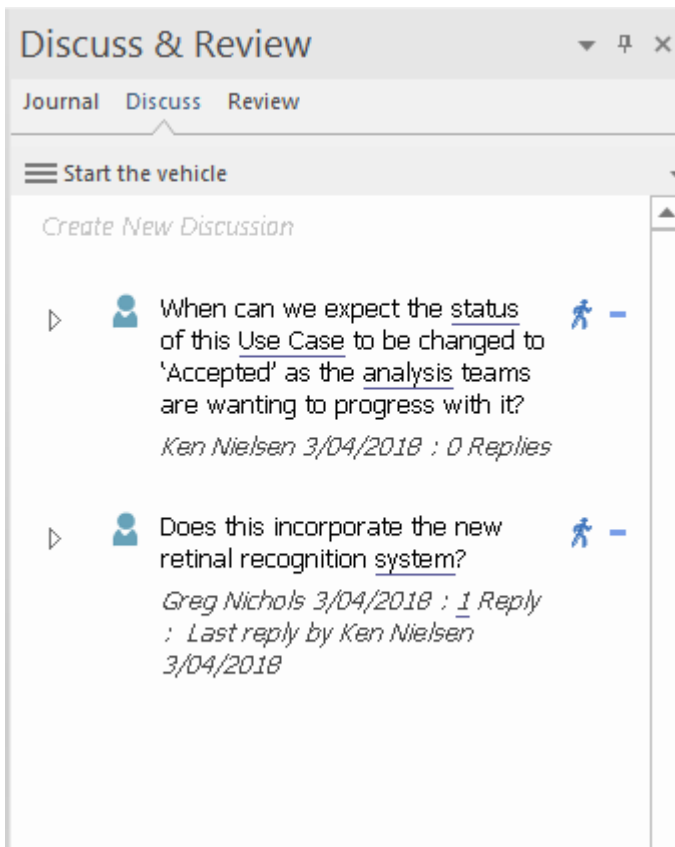 Discuss & Review
Journal Discuss Review
Start the vehicle
Create New Discussion
When can we expect the status
of this Use Case to be changed to
'Accepted' as the analysis teams
are wanting to progress with it?
Ken Nielsen 3/04/2018 : 0 Replies
Does this incorporate the new
retinal recognition system?
Greg Nichols 3/04/2018 : 1 Reply
: Last reply by Ken Nielsen
3/04/2018